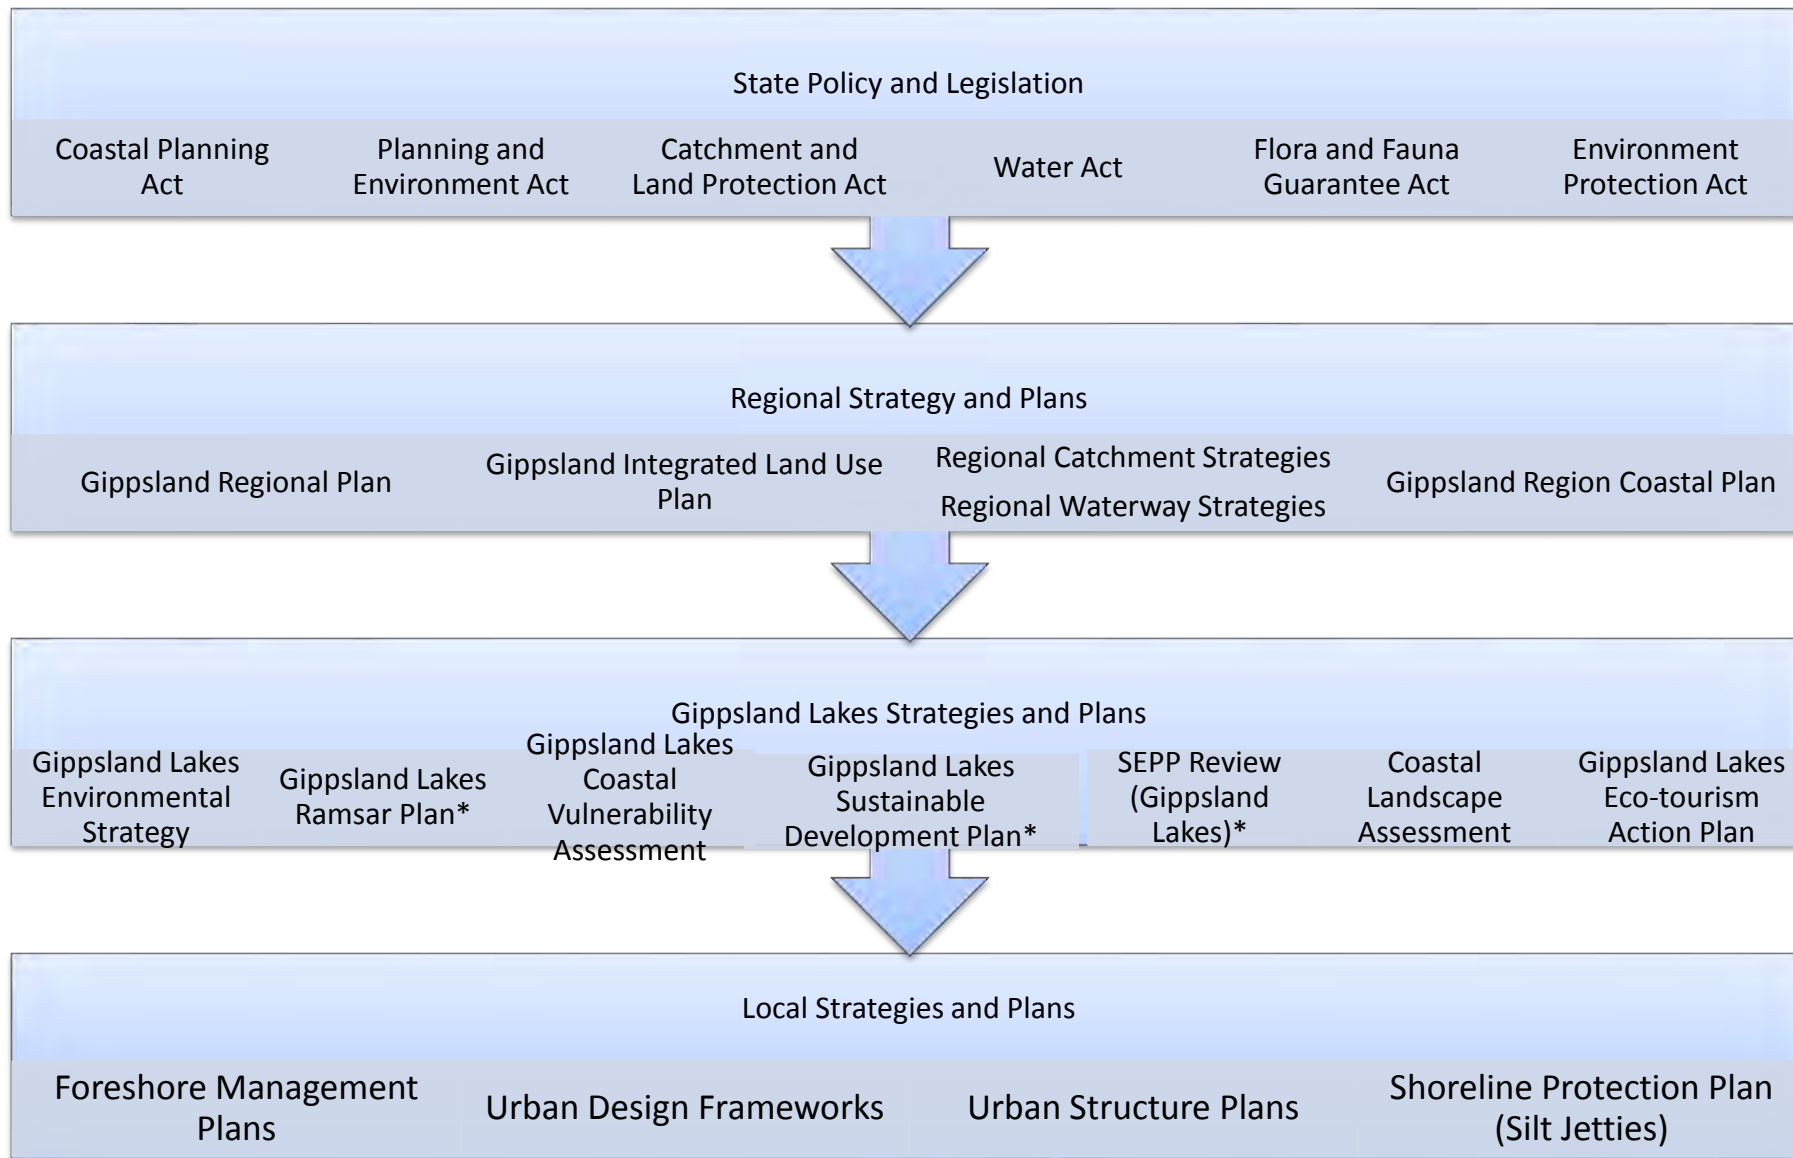 State Policy and Legislation
Coastal Planning
Act
Planning and
Environment Act
Catchment and
Land Protection Act
Water Act
Flora and Fauna
Guarantee Act
Environment
Protection Act
Regional Strategy and Plans
Gippsland Regional Plan
Gippsland Integrated Land Use
Plan
Regional Catchment Strategies
Regional Waterway Strategies
Gippsland Region Coastal Plan
Gippsland Lakes Strategies and Plans
Gippsland Lakes
Environmental
Strategy
Gippsland Lakes
Ramsar Plan*
Gippsland Lakes
Coastal
Vulnerability
Assessment
Gippsland Lakes
Sustainable
Development Plan*
SEPP Review
(Gippsland
Lakes)*
Coastal
Landscape
Assessment
Gippsland Lakes
Eco-tourism
Action Plan
Local Strategies and Plans
Foreshore Management
Plans
Urban Design Frameworks
Urban Structure Plans
Shoreline Protection Plan
(Silt Jetties)